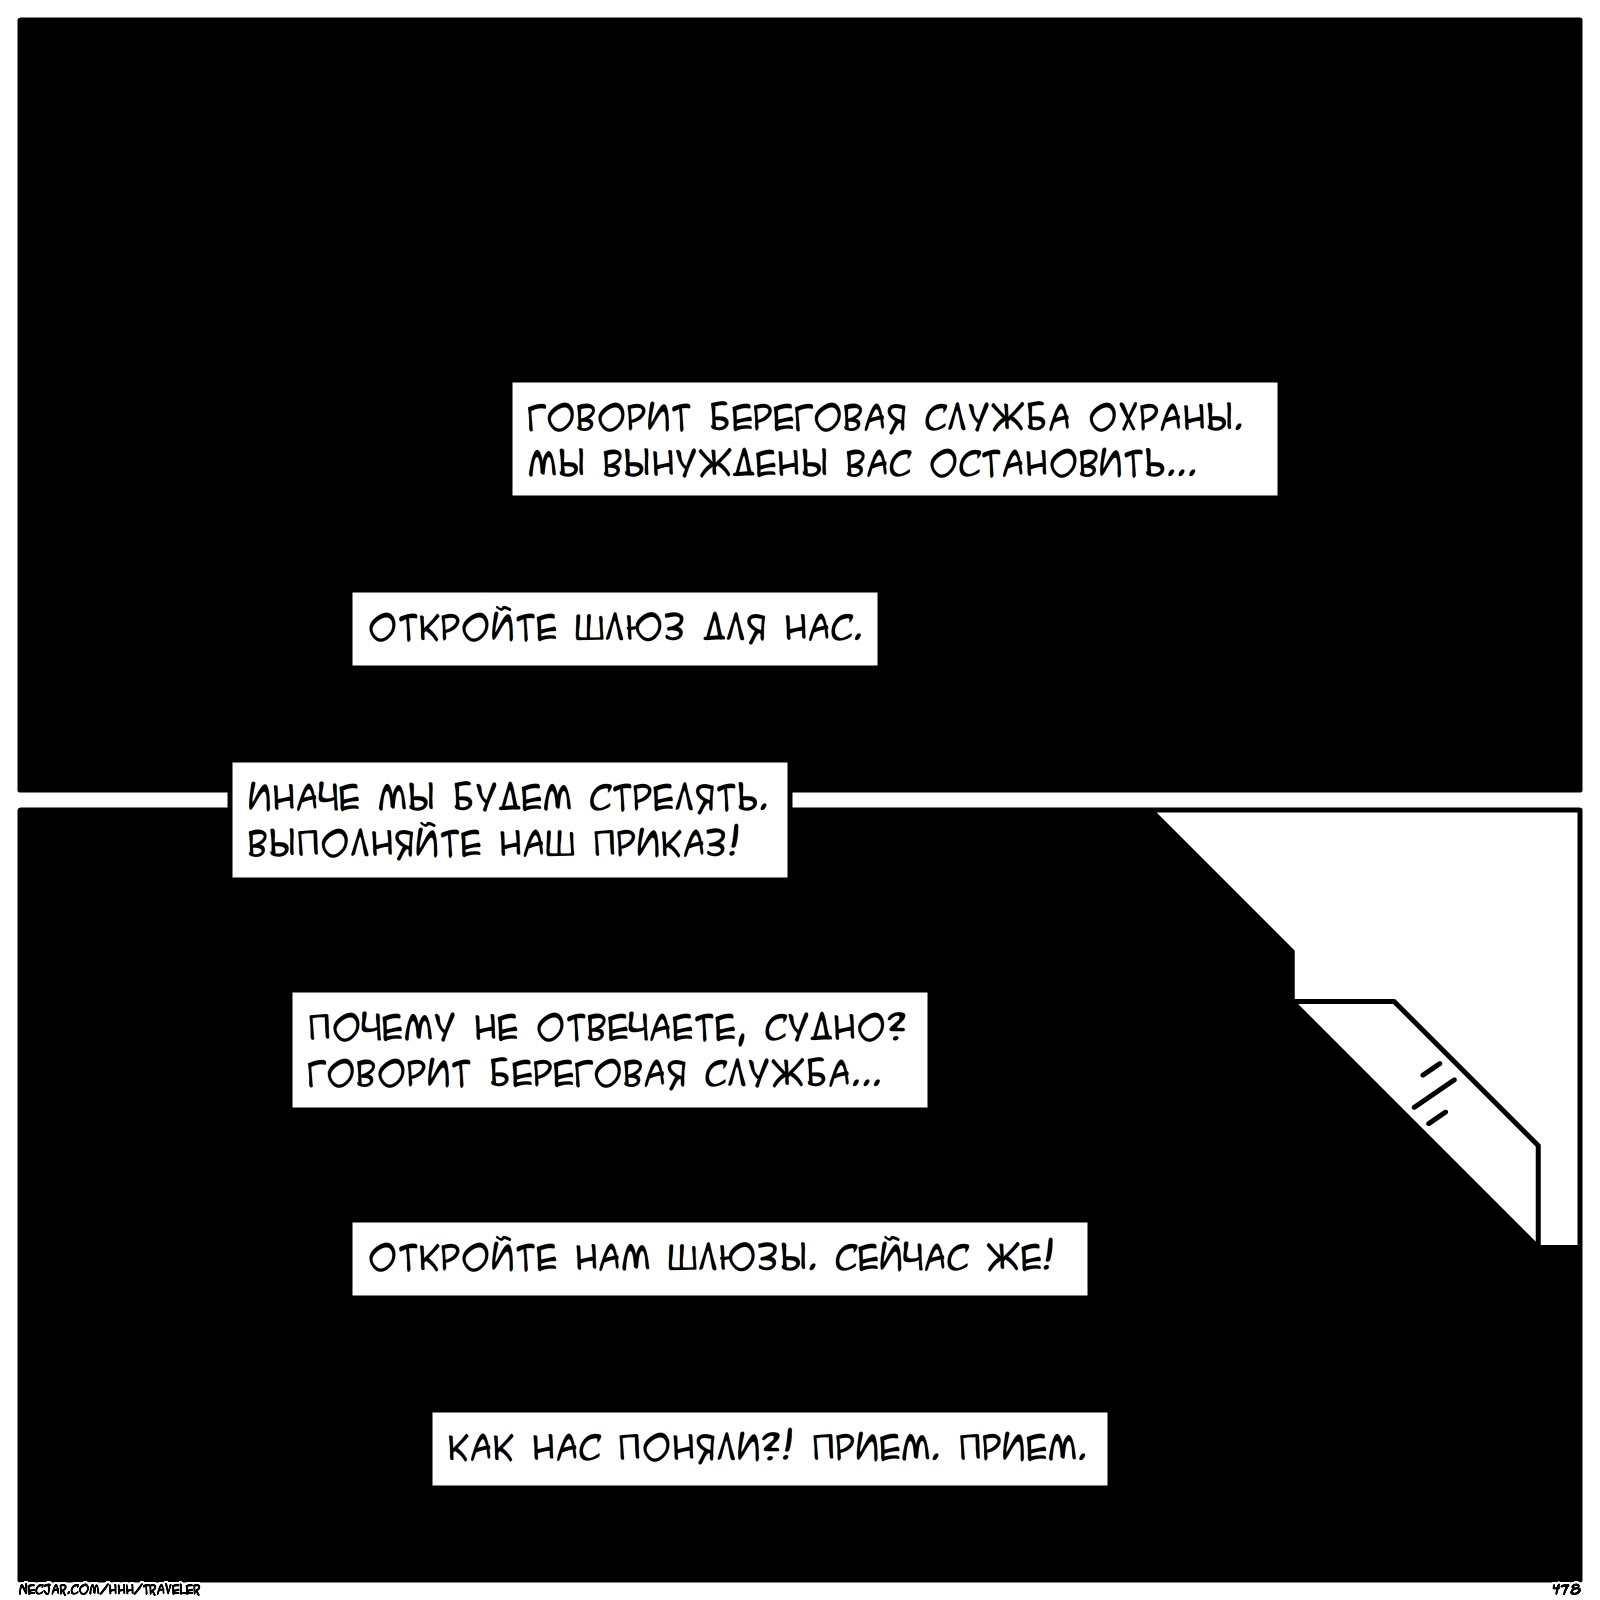 ГОВОРИТ БЕРЕГОВАЯ СЛУЖБА ОХРАНЫ.
МЫ ВЫНУЖДЕНЫ ВАС ОСТАНОВИТЬ...
ОТКРОЙТЕ ШЛЮЗ ДЛЯ НАС.
ИНАЧЕ МЫ БУДЕМ СТРЕЛЯТЬ.
ВЫПОЛНЯЙТЕ НАШ ПРИКАЗ!
ПОЧЕМУ НЕ ОТВЕЧАЕТЕ, СУДНО?
ГОВОРИТ БЕРЕГОВАЯ СЛУЖБА...
ОТКРОЙТЕ НАМ ШЛЮЗЫ. СЕЙЧАС ЖЕ!
КАК НАС ПОНЯЛИ?! ПРИЕМ. ПРИЕМ.
NECJAR.COM/HHH/TRAVELER
478